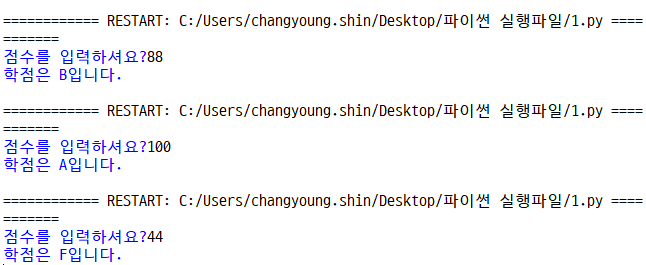 ============ RESTART: C:/Users/changyoung.shin/Desktop/파이썬 실행파일/1.py ====
=======
점수를 입력하셔요?88
학점은 B입니다.
============ RESTART: C:/Users/changyoung.shin/Desktop/파이썬 실행파일/1.py ====
=======
점수를 입력하셔요?100
학점은 A입니다.
============ RESTART: C:/Users/changyoung.shin/Desktop/파이썬 실행파일/1.py ====
=======
점수를 입력하셔요?44
학점은 F입니다.